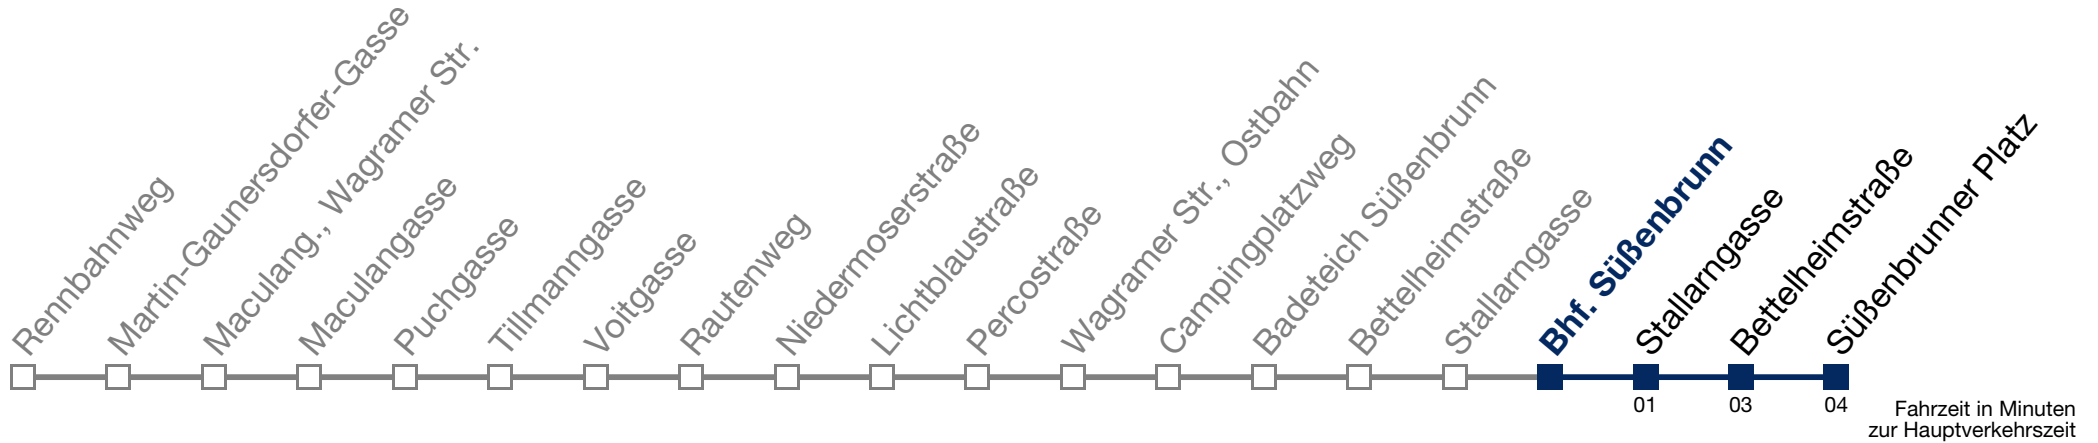 Rennbahnweg
Martin-Gaunersdorfer-Gasse
Maculang., Wagramer Str.
Maculangasse
Puchgasse
Tillmanngasse
Voitgasse
Rautenweg
Niedermoserstraße
Lichtblaustraße
Percostraße
Wagramer Str., Ostbahn
Campingplatzweg
Badeteich Süßenbrunn
Bettelheimstraße
Stallarngasse
Bhf. Süßenbrunn
Stallarngasse
Bettelheimstraße
Süßenbrunner Platz
01
03
04
Fahrzeit in Minuten
zur Hauptverkehrszeit